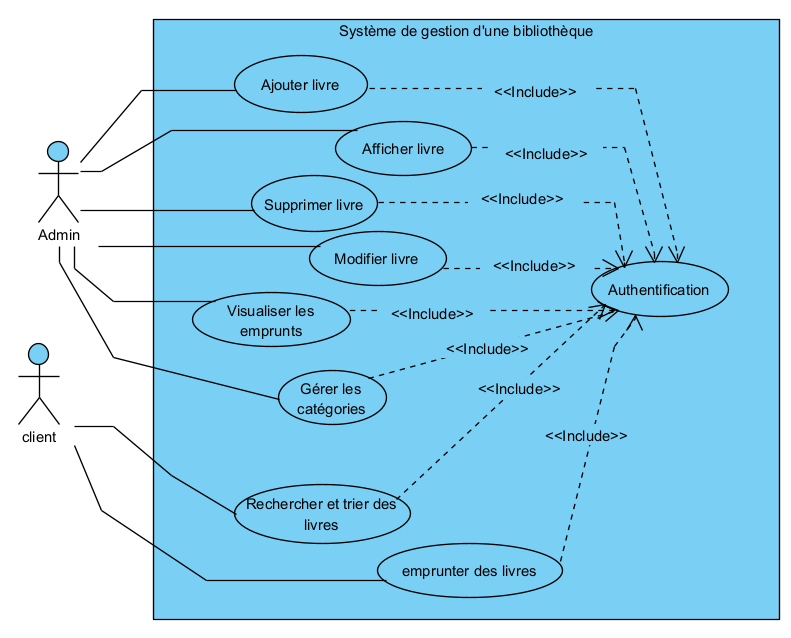 Système de gestion d'une bibliothèque
Ajouter livre
<<Include>>
Afficher livre
<<Include>>
Supprimer livre
<<Include>>
Admin
Modifier livre
<<Include>>
Authentification
Visualiser les
emprunts
<<Include>>
<<Include>>
Gérer les
catégories
<<Include>>
client
<<Include>>
Rechercher et trier des
livres
emprunter des livres